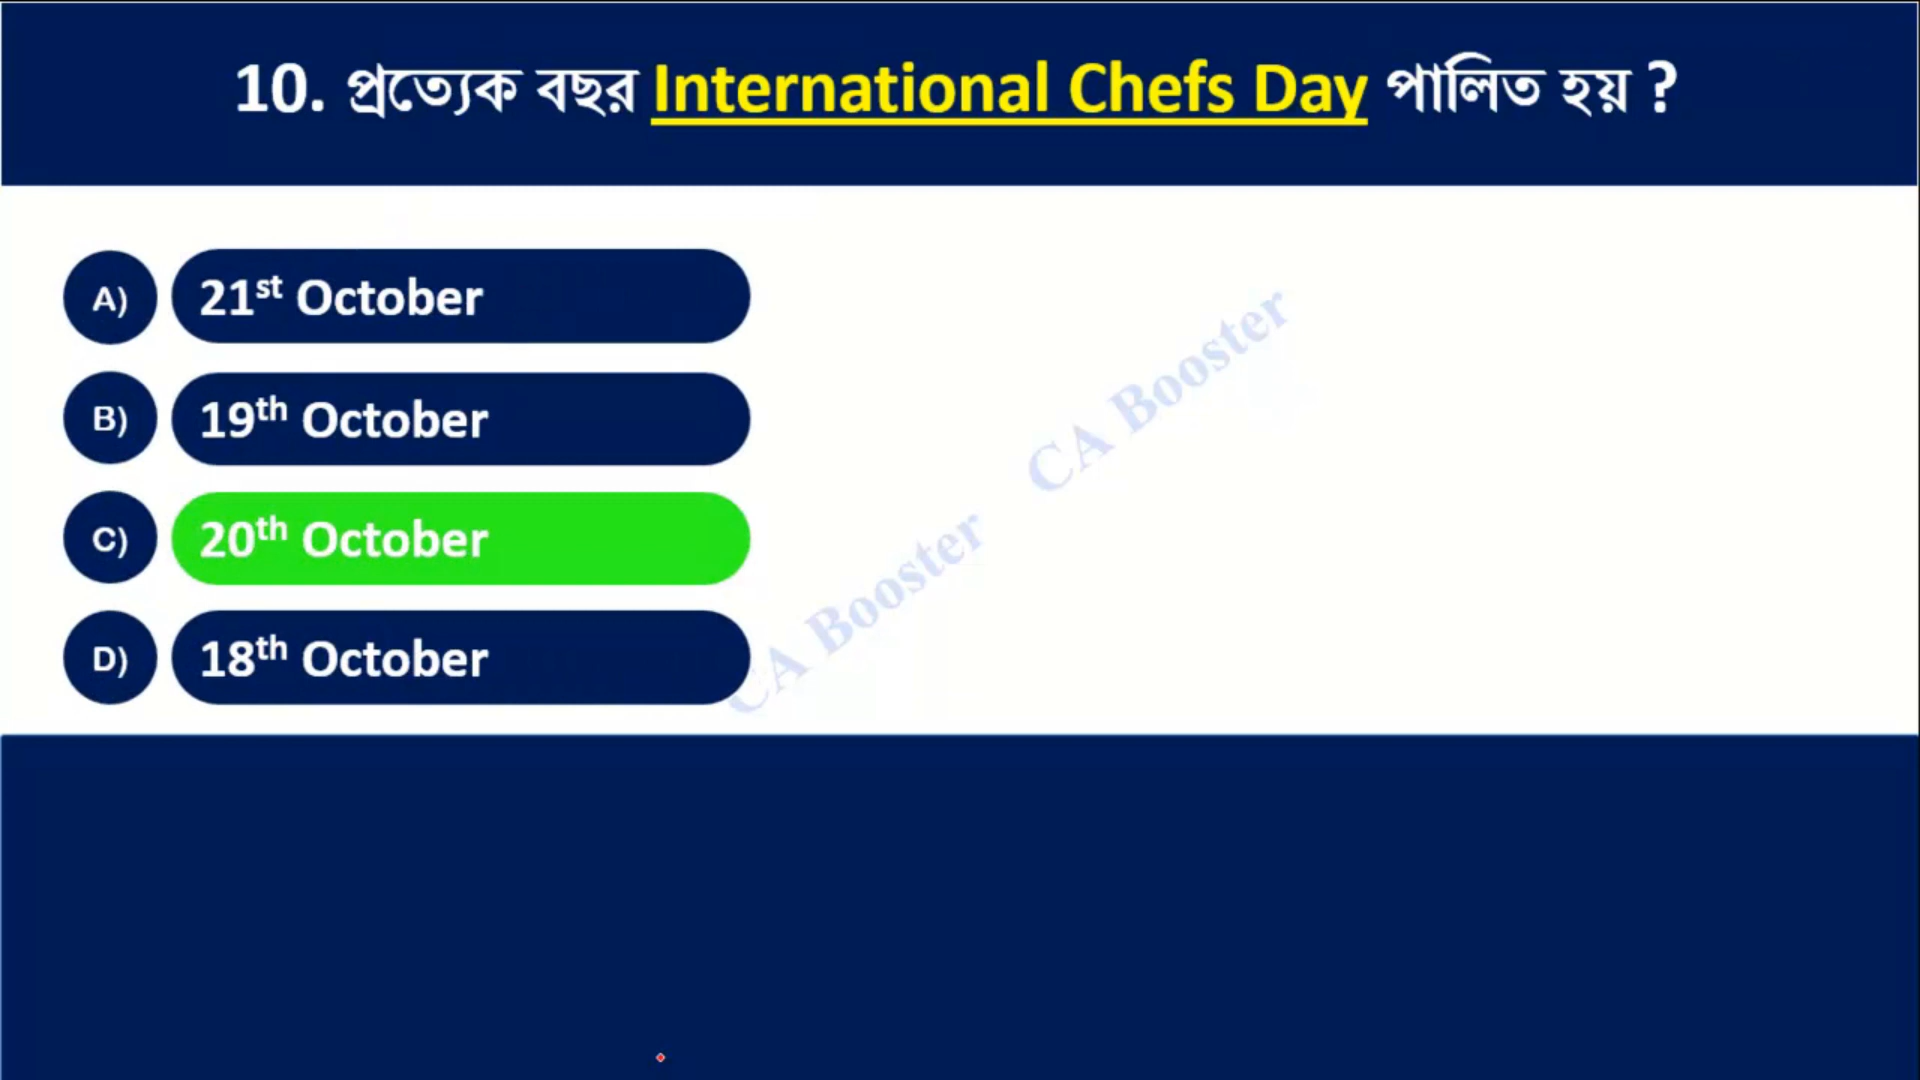 10. প্রত্যেক বছর International Chefs Day পালিত হয় ?
A) 21st October
B) 19th October
C) 20th October
D) 18th October
CA Booster
CA Booster